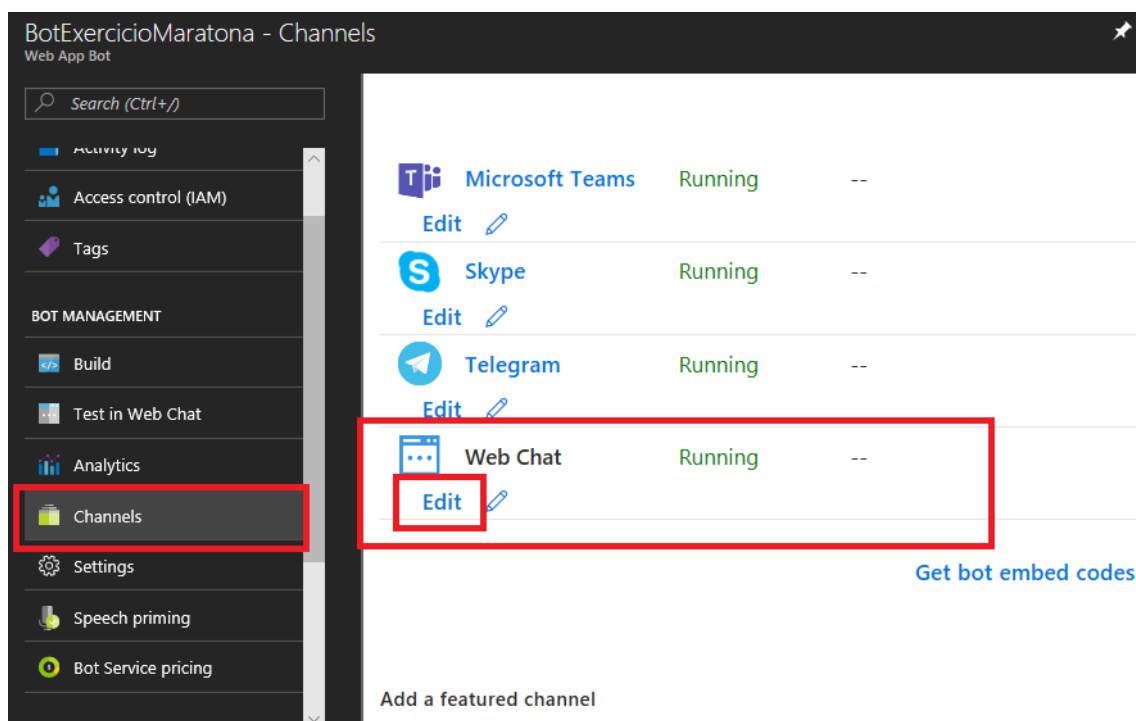 BotExercicioMaratona - Channels
Web App Bot
Search (Ctrl+/)
Activity log
Access control (IAM)
Tags
BOT MANAGEMENT
Build
Test in Web Chat
Analytics
Channels
Settings
Speech priming
Bot Service pricing
Microsoft Teams Running --
Edit
Skype Running --
Edit
Telegram Running --
Edit
Web Chat Running --
Edit
Get bot embed codes
Add a featured channel